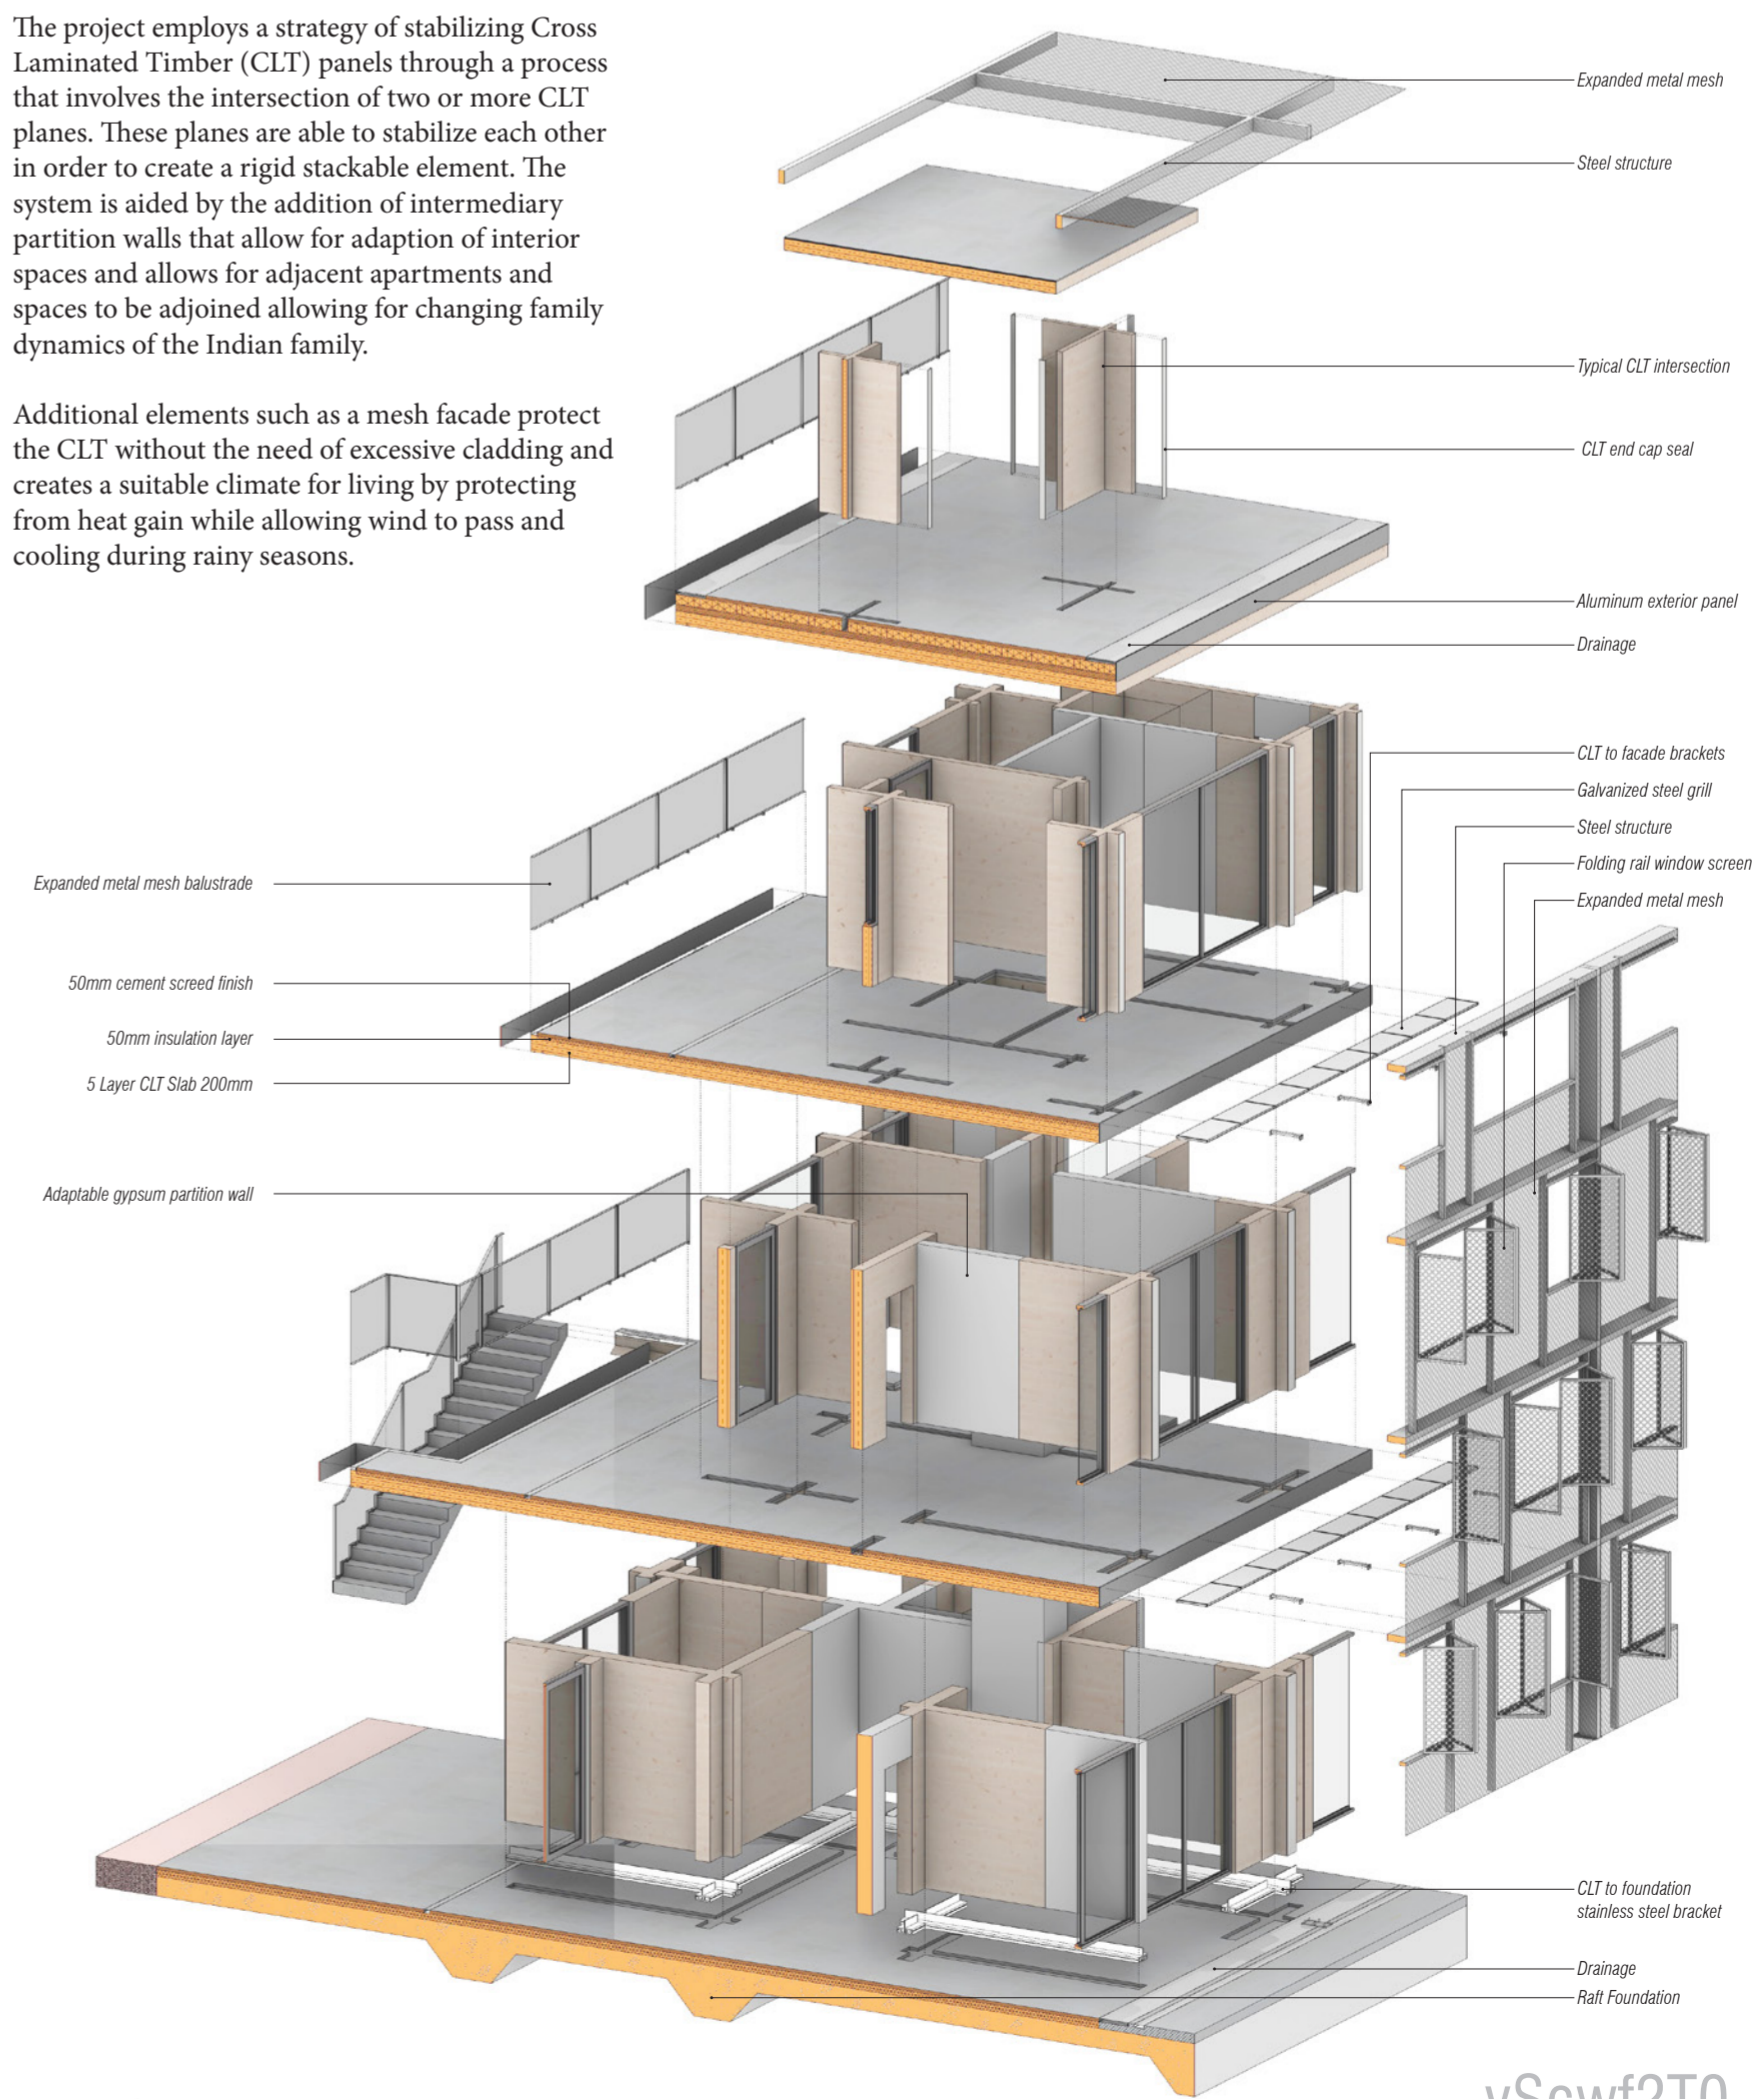 The project employs a strategy of stabilizing Cross
Laminated Timber (CLT) panels through a process
that involves the intersection of two or more CLT
planes. These planes are able to stabilize each other
in order to create a rigid stackable element. The
system is aided by the addition of intermediary
partition walls that allow for adaption of interior
spaces and allows for adjacent apartments and
spaces to be adjoined allowing for changing family
dynamics of the Indian family.
Additional elements such as a mesh facade protect
the CLT without the need of excessive cladding and
creates a suitable climate for living by protecting
from heat gain while allowing wind to pass and
cooling during rainy seasons.
Expanded metal mesh
Steel structure
Typical CLT intersection
CLT end cap seal
Aluminum exterior panel
Drainage
CLT to facade brackets
Galvanized steel grill
Steel structure
Folding rail window screen
Expanded metal mesh
Expanded metal mesh balustrade
50mm cement screed finish
50mm insulation layer
5 Layer CLT Slab 200mm
Adaptable gypsum partition wall
CLT to foundation
stainless steel bracket
Drainage
Raft Foundation